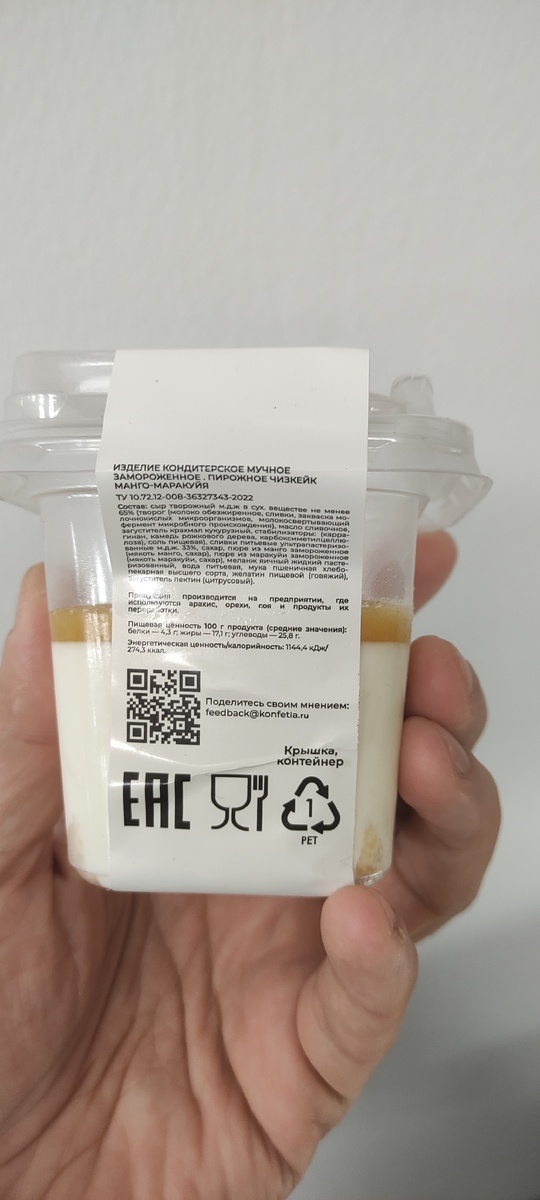 ИЗДЕЛИЕ КОНДИТЕРСКОЕ МУЧНОЕ
ЗАМОРОЖЕННОЕ . ПИРОЖНОЕ ЧИЗКЕЙК
МАНГО-МАРАКУЙЯ
ТУ 10.72.12-008-36327343-2022
Состав: сыр творожный м.д.ж в сух. веществе не менее
65% (творог (молоко обезжиренное, сливки, закваска мо-
лочнокислых микроорганизмов, молокосвертывающий
фермент микробного происхождения), масло сливочное,
загуститель крахмал кукурузный, стабилизаторы: (карра-
гинан, камедь рожкового дерева, карбоксиметилцеллю-
лоза), соль пищевая), сливки питьевые ультрапастеризо-
ванные м.д.ж. 33%, сахар, пюре из манго замороженное
(мякоть манго, сахар), пюре из маракуйи замороженное
(мякоть маракуйи, сахар), меланж яичный жидкий пасте-
ризованный, вода питьевая, мука пшеничная хлебо-
пекарная высшего сорта, желатин пищевой (говяжий),
загуститель пектин (цитрусовый).
Продукция производится на предприятии, где
используются арахис, орехи, соя и продукты их
переработки.
Пищевая ценность 100 г продукта (средние значения):
белки — 4,3 г; жиры — 17,1 г; углеводы — 25,8 г.
Энергетическая ценность/калорийность: 1144,4 кДж/
274,3 ккал.
Поделитесь своим мнением:
feedback@konfetia.ru
Крышка,
контейнер
EAC
1
PET